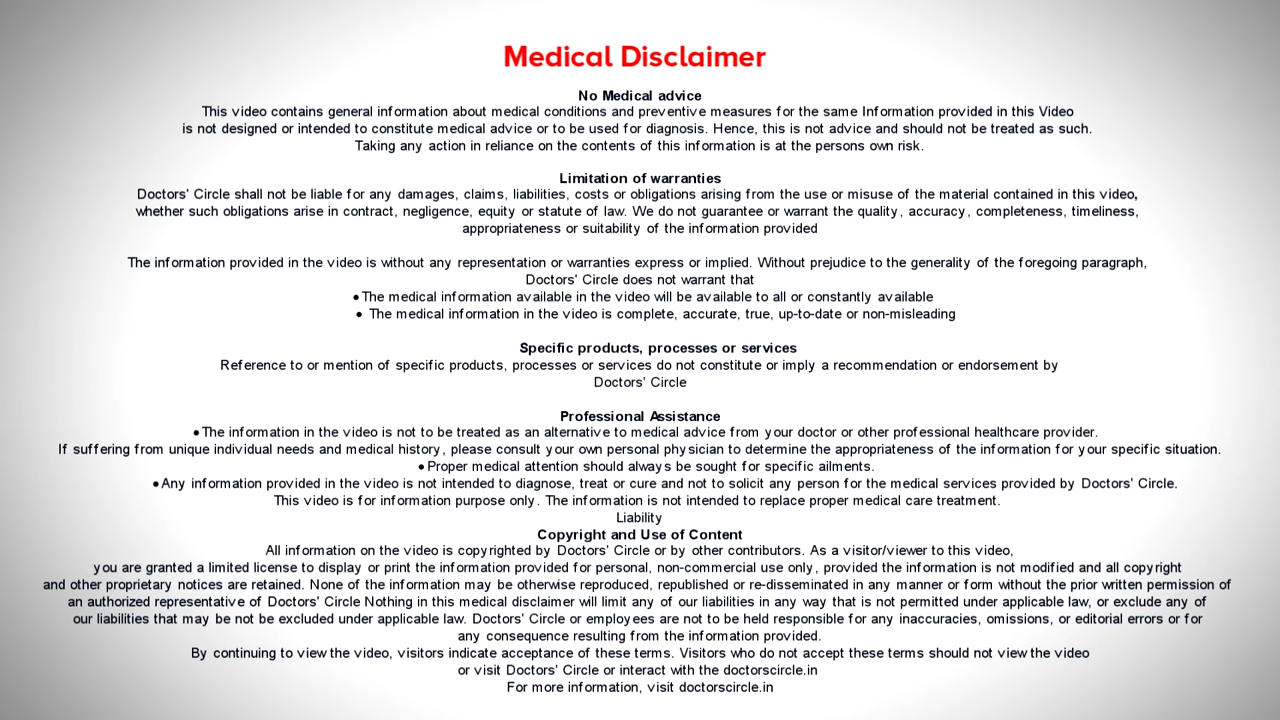 Medical Disclaimer
No Medical advice
This video contains general information about medical conditions and preventive measures for the same Information provided in this Video
is not designed or intended to constitute medical advice or to be used for diagnosis. Hence, this is not advice and should not be treated as such.
Taking any action in reliance on the contents of this information is at the persons own risk.
Limitation of warranties
Doctors' Circle shall not be liable for any damages, claims, liabilities, costs or obligations arising from the use or misuse of the material contained in this video,
whether such obligations arise in contract, negligence, equity or statute of law. We do not guarantee or warrant the quality, accuracy, completeness, timeliness,
appropriateness or suitability of the information provided
The information provided in the video is without any representation or warranties express or implied. Without prejudice to the generality of the foregoing paragraph,
Doctors' Circle does not warrant that
• The medical information available in the video will be available to all or constantly available
• The medical information in the video is complete, accurate, true, up-to-date or non-misleading
Specific products, processes or services
Reference to or mention of specific products, processes or services do not constitute or imply a recommendation or endorsement by
Doctors' Circle
Professional Assistance
• The information in the video is not to be treated as an alternative to medical advice from your doctor or other professional healthcare provider.
If suffering from unique individual needs and medical history, please consult your own personal physician to determine the appropriateness of the information for your specific situation.
• Proper medical attention should always be sought for specific ailments.
• Any information provided in the video is not intended to diagnose, treat or cure and not to solicit any person for the medical services provided by Doctors' Circle.
This video is for information purpose only. The information is not intended to replace proper medical care treatment.
Liability
Copyright and Use of Content
All information on the video is copyrighted by Doctors' Circle or by other contributors. As a visitor/viewer to this video,
you are granted a limited license to display or print the information provided for personal, non-commercial use only, provided the information is not modified and all copyright
and other proprietary notices are retained. None of the information may be otherwise reproduced, republished or re-disseminated in any manner or form without the prior written permission of
an authorized representative of Doctors' Circle Nothing in this medical disclaimer will limit any of our liabilities in any way that is not permitted under applicable law, or exclude any of
our liabilities that may be not be excluded under applicable law. Doctors' Circle or employees are not to be held responsible for any inaccuracies, omissions, or editorial errors or for
any consequence resulting from the information provided.
By continuing to view the video, visitors indicate acceptance of these terms. Visitors who do not accept these terms should not view the video
or visit Doctors' Circle or interact with the doctorscircle.in
For more information, visit doctorscircle.in